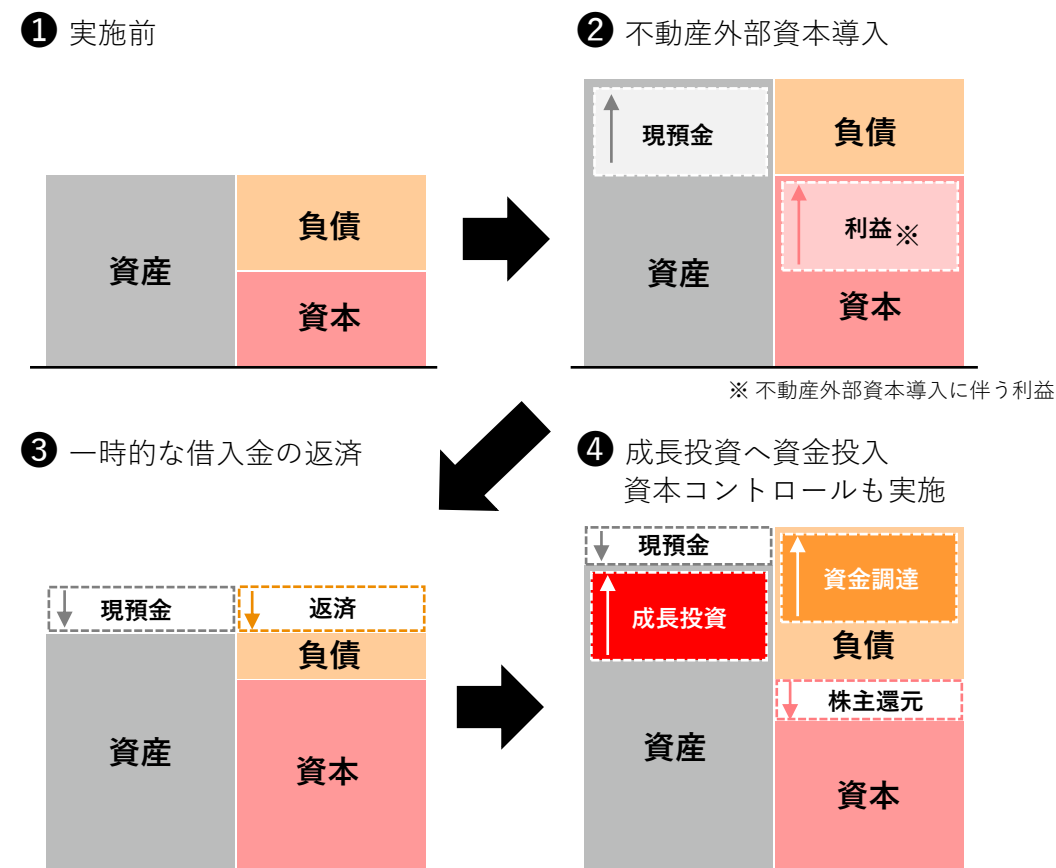 ❶ 実施前
資産
負債
資本
❷ 不動産外部資本導入
現預金
資産
負債
利益※
資本
※ 不動産外部資本導入に伴う利益
❸ 一時的な借入金の返済
現預金
返済
負債
資産
資本
❹ 成長投資へ資金投入
資本コントロールも実施
現預金
成長投資
資産
資金調達
負債
株主還元
資本